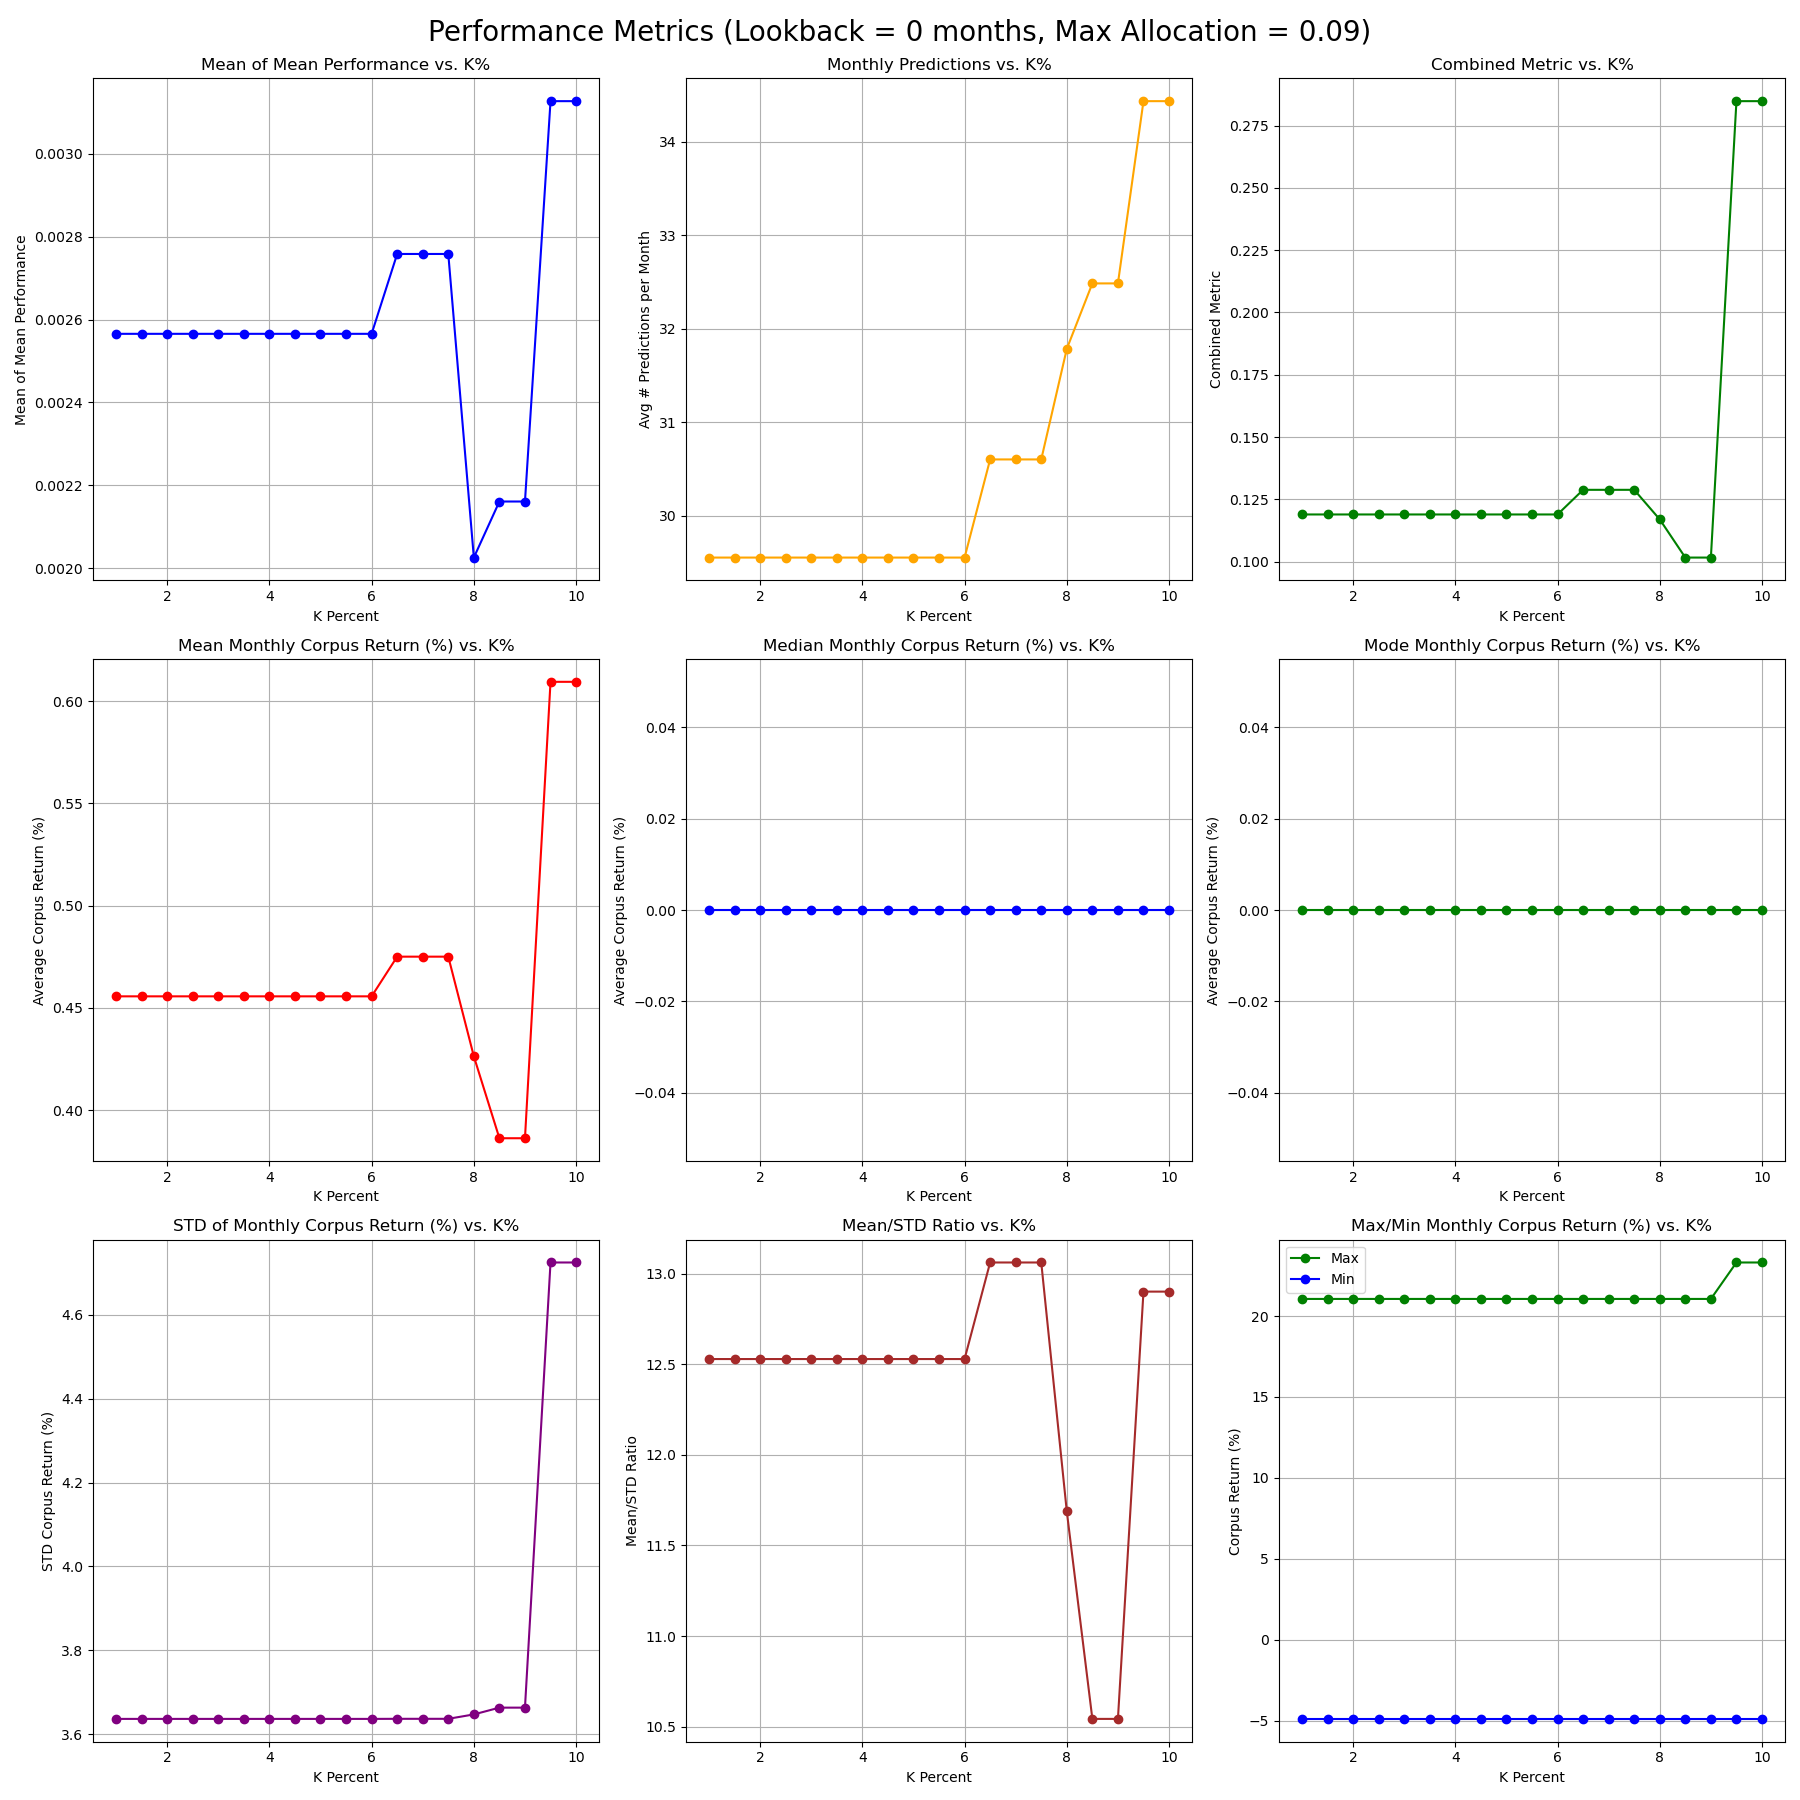 Performance Metrics (Lookback = 0 months, Max Allocation = 0.09)
Mean of Mean Performance vs. K%
Mean of Mean Performance
0.0030
0.0028
0.0026
0.0024
0.0022
0.0020
2 4 6 8 10
K Percent
Monthly Predictions vs. K%
Avg # Predictions per Month
34
33
32
31
30
2 4 6 8 10
K Percent
Combined Metric vs. K%
Combined Metric
0.275
0.250
0.225
0.200
0.175
0.150
0.125
0.100
2 4 6 8 10
K Percent
Mean Monthly Corpus Return (%) vs. K%
Average Corpus Return (%)
0.60
0.55
0.50
0.45
0.40
2 4 6 8 10
K Percent
Median Monthly Corpus Return (%) vs. K%
Average Corpus Return (%)
0.04
0.02
0.00
−0.02
−0.04
2 4 6 8 10
K Percent
Mode Monthly Corpus Return (%) vs. K%
Average Corpus Return (%)
0.04
0.02
0.00
−0.02
−0.04
2 4 6 8 10
K Percent
STD of Monthly Corpus Return (%) vs. K%
STD Corpus Return (%)
4.6
4.4
4.2
4.0
3.8
3.6
2 4 6 8 10
K Percent
Mean/STD Ratio vs. K%
Mean/STD Ratio
13.0
12.5
12.0
11.5
11.0
10.5
2 4 6 8 10
K Percent
Max/Min Monthly Corpus Return (%) vs. K%
Max
Min
Corpus Return (%)
20
15
10
5
0
−5
2 4 6 8 10
K Percent